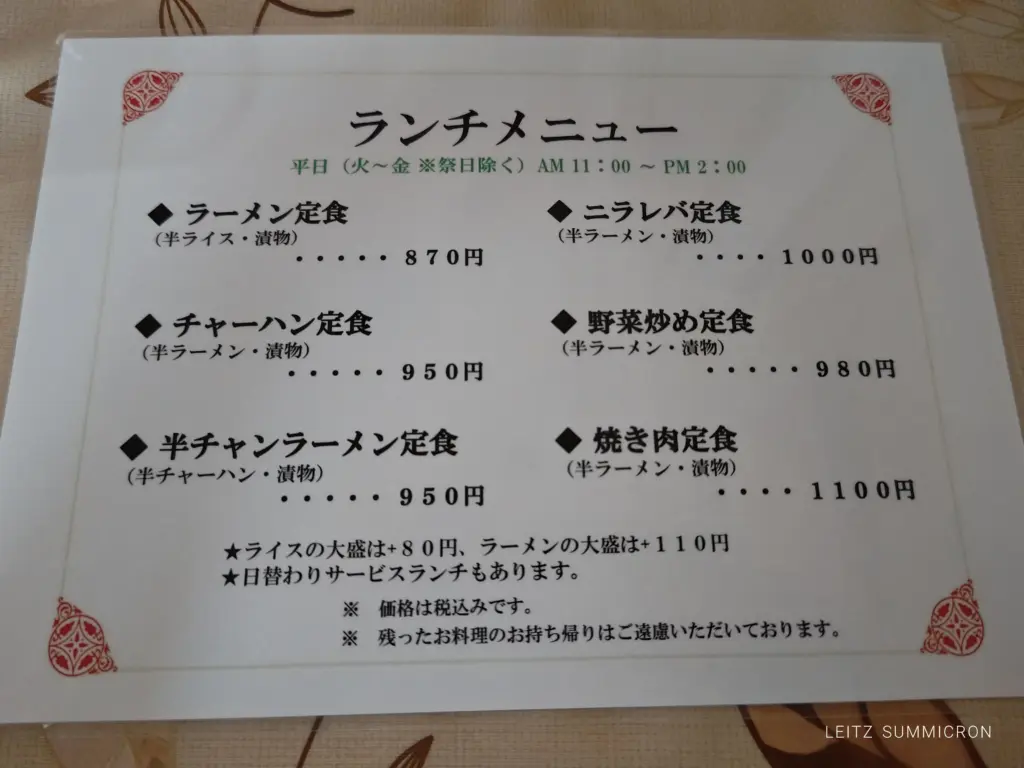 ランチメニュー
平日（火～金 ※祭日除く）AM 11：00 ～ PM 2：00
◆ ラーメン定食
（半ライス・漬物）
・・・・・ ８７０円
◆ チャーハン定食
（半ラーメン・漬物）
・・・・・ ９５０円
◆ 半チャンラーメン定食
（半チャーハン・漬物）
・・・・・ ９５０円
◆ ニラレバ定食
（半ラーメン・漬物）
・・・・ １０００円
◆ 野菜炒め定食
（半ラーメン・漬物）
・・・・・ ９８０円
◆ 焼き肉定食
（半ラーメン・漬物）
・・・・ １１００円
★ライスの大盛は+８０円、ラーメンの大盛は+１１０円
★日替わりサービスランチもあります。
※　価格は税込みです。
※　残ったお料理のお持ち帰りはご遠慮いただいております。
LEITZ SUMMICRON